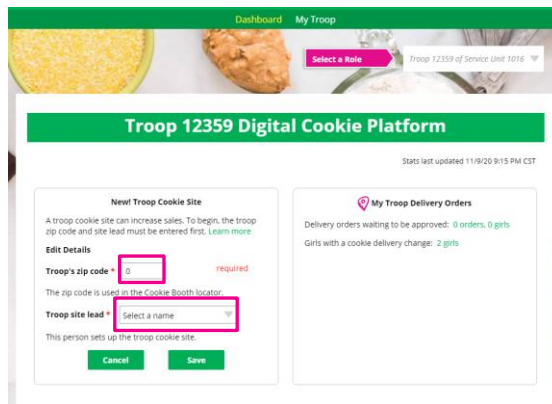 Dashboard My Troop
Select a Role
Troop 12359 of Service Unit 1016
Troop 12359 Digital Cookie Platform
Stats last updated 11/9/20 9:15 PM CST
New! Troop Cookie Site
A troop cookie site can increase sales. To begin, the troop
zip code and site lead must be entered first. Learn more
Edit Details
Troop's zip code * 0 required
The zip code is used in the Cookie Booth locator.
Troop site lead * Select a name
This person sets up the troop cookie site.
Cancel Save
My Troop Delivery Orders
Delivery orders waiting to be approved: 0 orders, 0 girls
Girls with a cookie delivery change: 2 girls